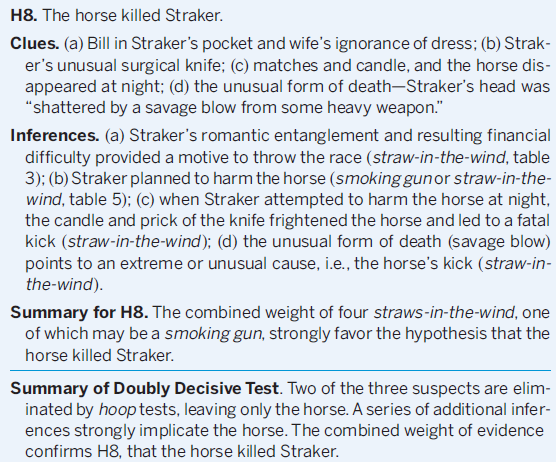 H8. The horse killed Straker.
Clues. (a) Bill in Straker's pocket and wife's ignorance of dress; (b) Strak-
er's unusual surgical knife; (c) matches and candle, and the horse dis-
appeared at night; (d) the unusual form of death—Straker's head was
“shattered by a savage blow from some heavy weapon.”
Inferences. (a) Straker's romantic entanglement and resulting financial
difficulty provided a motive to throw the race (straw-in-the-wind, table
3); (b) Straker planned to harm the horse (smoking gun or straw-in-the-
wind, table 5); (c) when Straker attempted to harm the horse at night,
the candle and prick of the knife frightened the horse and led to a fatal
kick (straw-in-the-wind); (d) the unusual form of death (savage blow)
points to an extreme or unusual cause, i.e., the horse's kick (straw-in-
the-wind).
Summary for H8. The combined weight of four straws-in-the-wind, one
of which may be a smoking gun, strongly favor the hypothesis that the
horse killed Straker.
Summary of Doubly Decisive Test. Two of the three suspects are elim-
inated by hoop tests, leaving only the horse. A series of additional infer-
ences strongly implicate the horse. The combined weight of evidence
confirms H8, that the horse killed Straker.